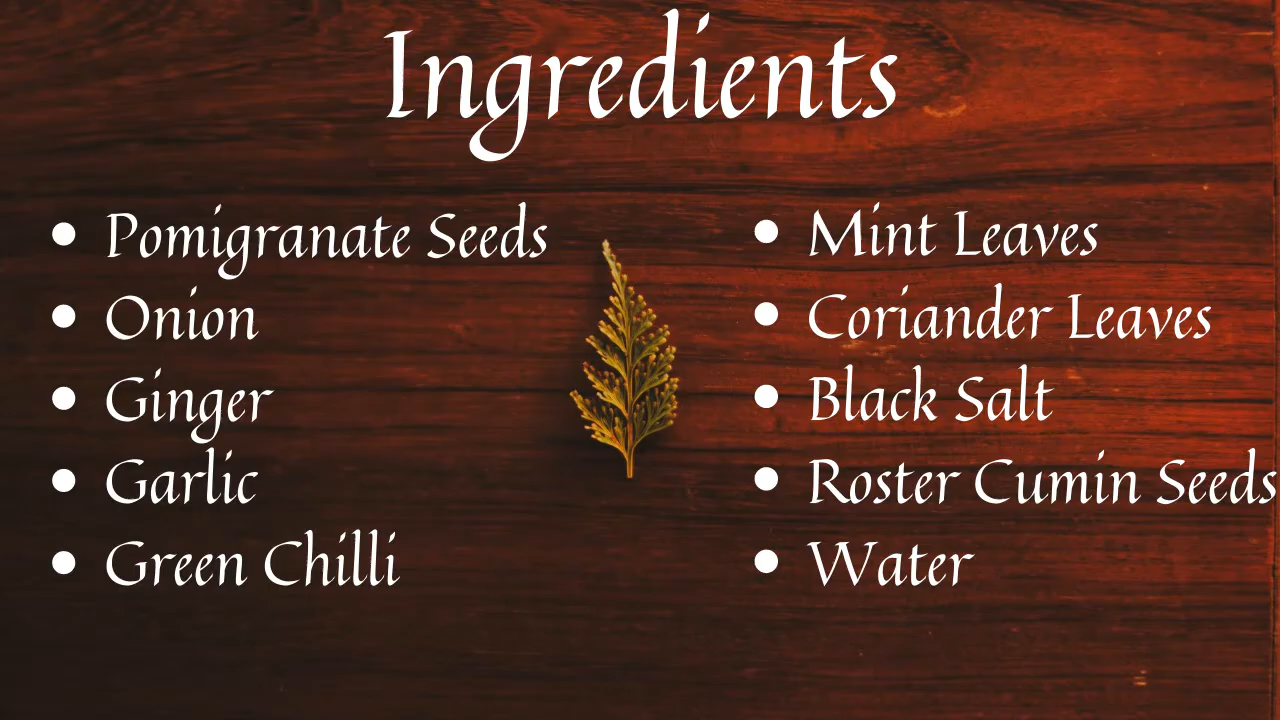 Ingredients
• Pomigranate Seeds
• Onion
• Ginger
• Garlic
• Green Chilli
• Mint Leaves
• Coriander Leaves
• Black Salt
• Roster Cumin Seeds
• Water